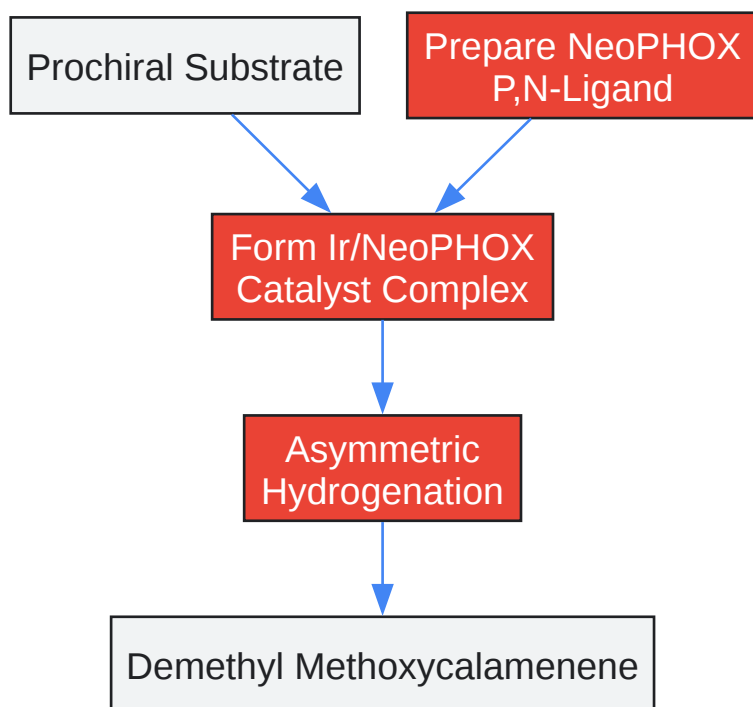 Prochiral Substrate
Prepare NeoPHOX
P,N-Ligand
Form Ir/NeoPHOX
Catalyst Complex
Asymmetric
Hydrogenation
Demethyl Methoxycalamenene